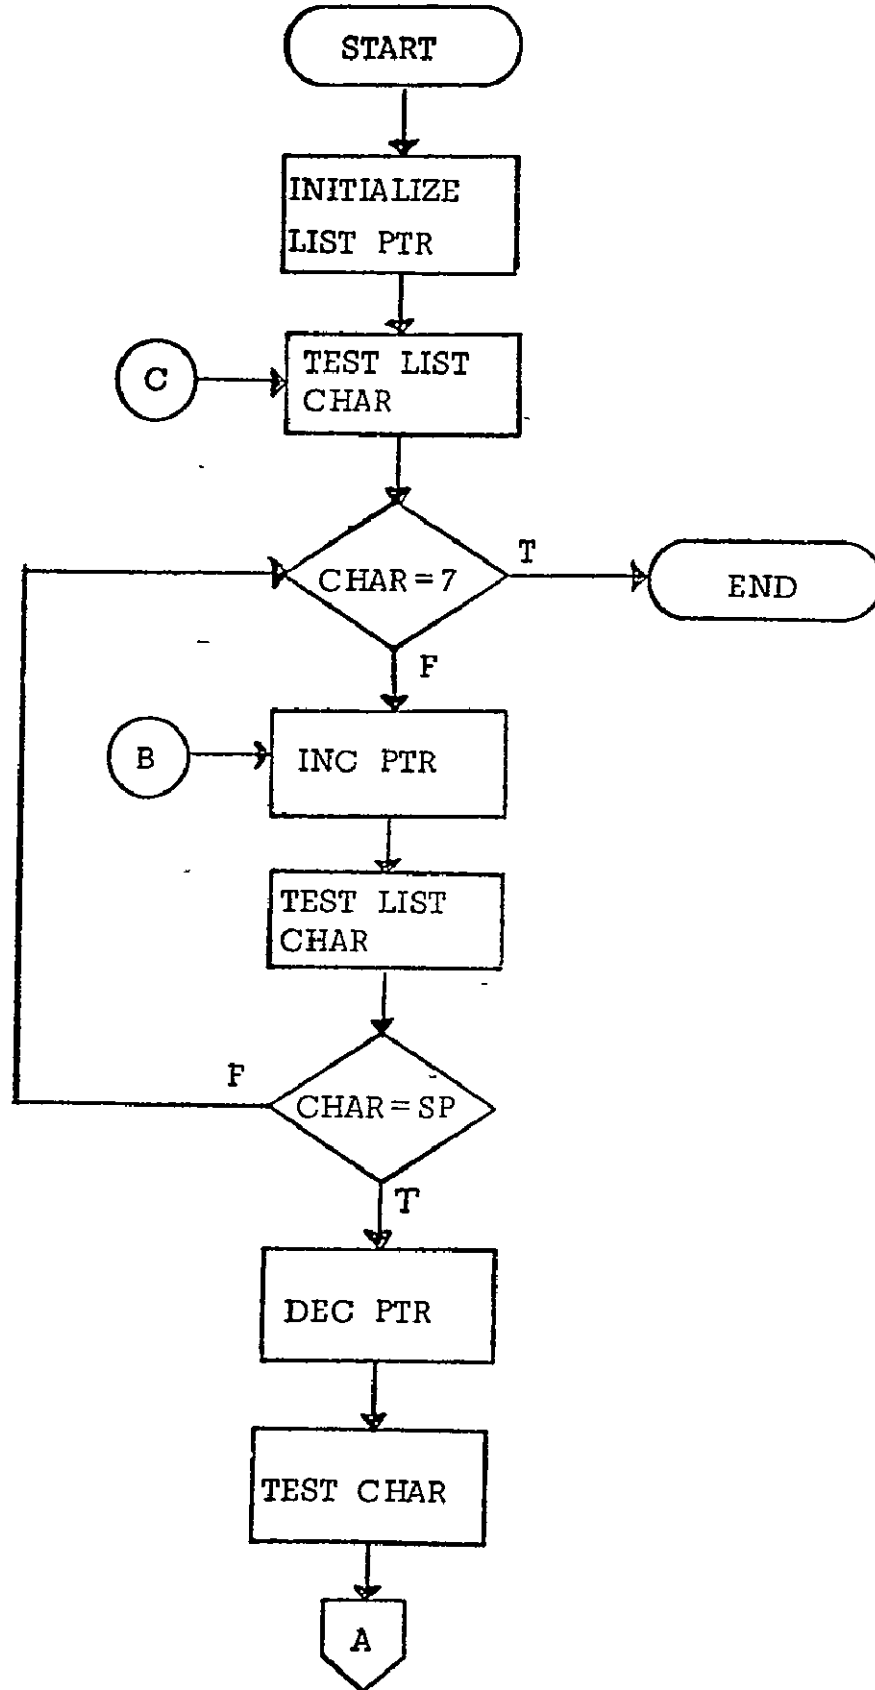 START
INITIALIZE
LIST PTR
C
TEST LIST
CHAR
CHAR = 7
T
END
F
B
INC PTR
TEST LIST
CHAR
F
CHAR = SP
T
DEC PTR
TEST CHAR
A